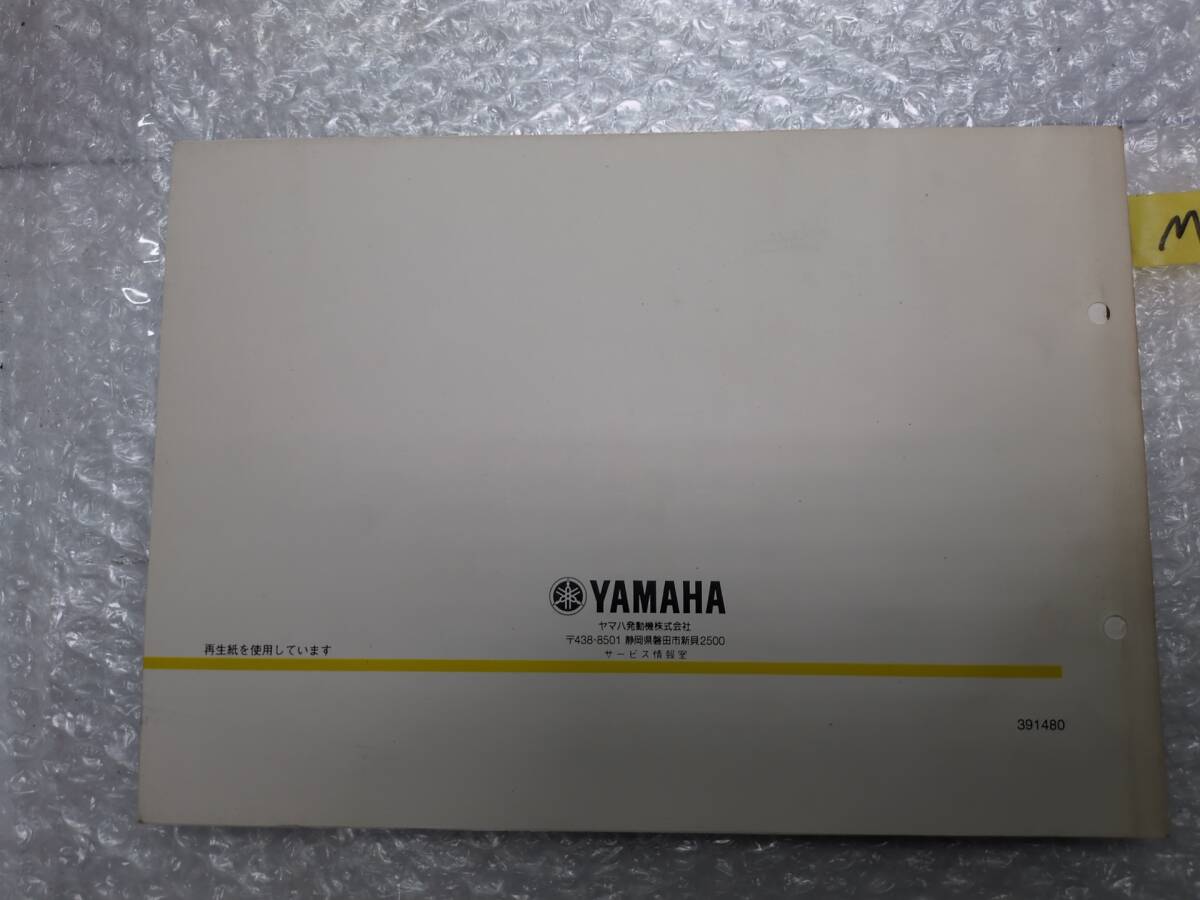 YAMAHA
ヤマハ発動機株式会社
〒438-8501 静岡県磐田市新貝2500
サービス情報室
再生紙を使用しています
391480
M